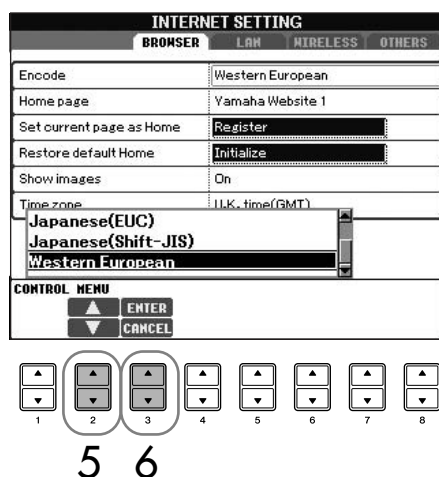 INTERNET SETTING
BROWSER LAN WIRELESS OTHERS
Encode Western European
Home page Yamaha Website 1
Set current page as Home Register
Restore default Home Initialize
Show images On
Time zone U.K. time(GMT)
Japanese(EUC)
Japanese(Shift-JIS)
Western European
CONTROL MENU
ENTER
CANCEL
1 2 3 4 5 6 7 8
5 6